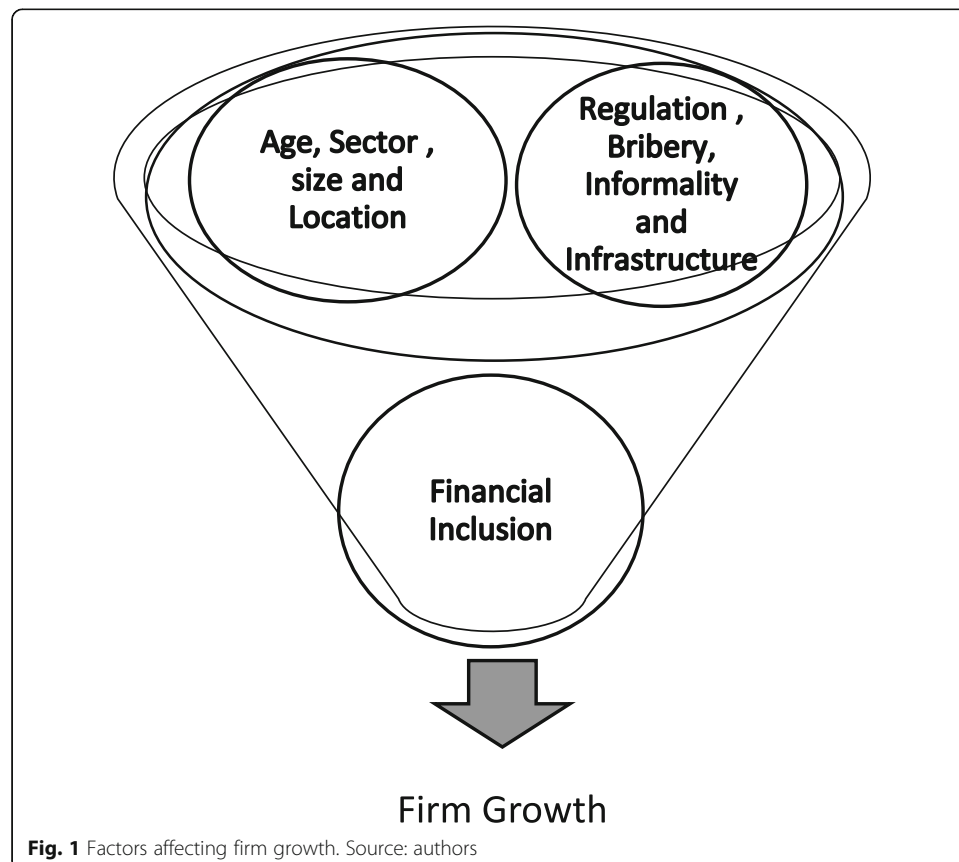 Age, Sector ,
size and
Location
Regulation ,
Bribery,
Informality
and
Infrastructure
Financial
Inclusion
Firm Growth
Fig. 1 Factors affecting firm growth. Source: authors